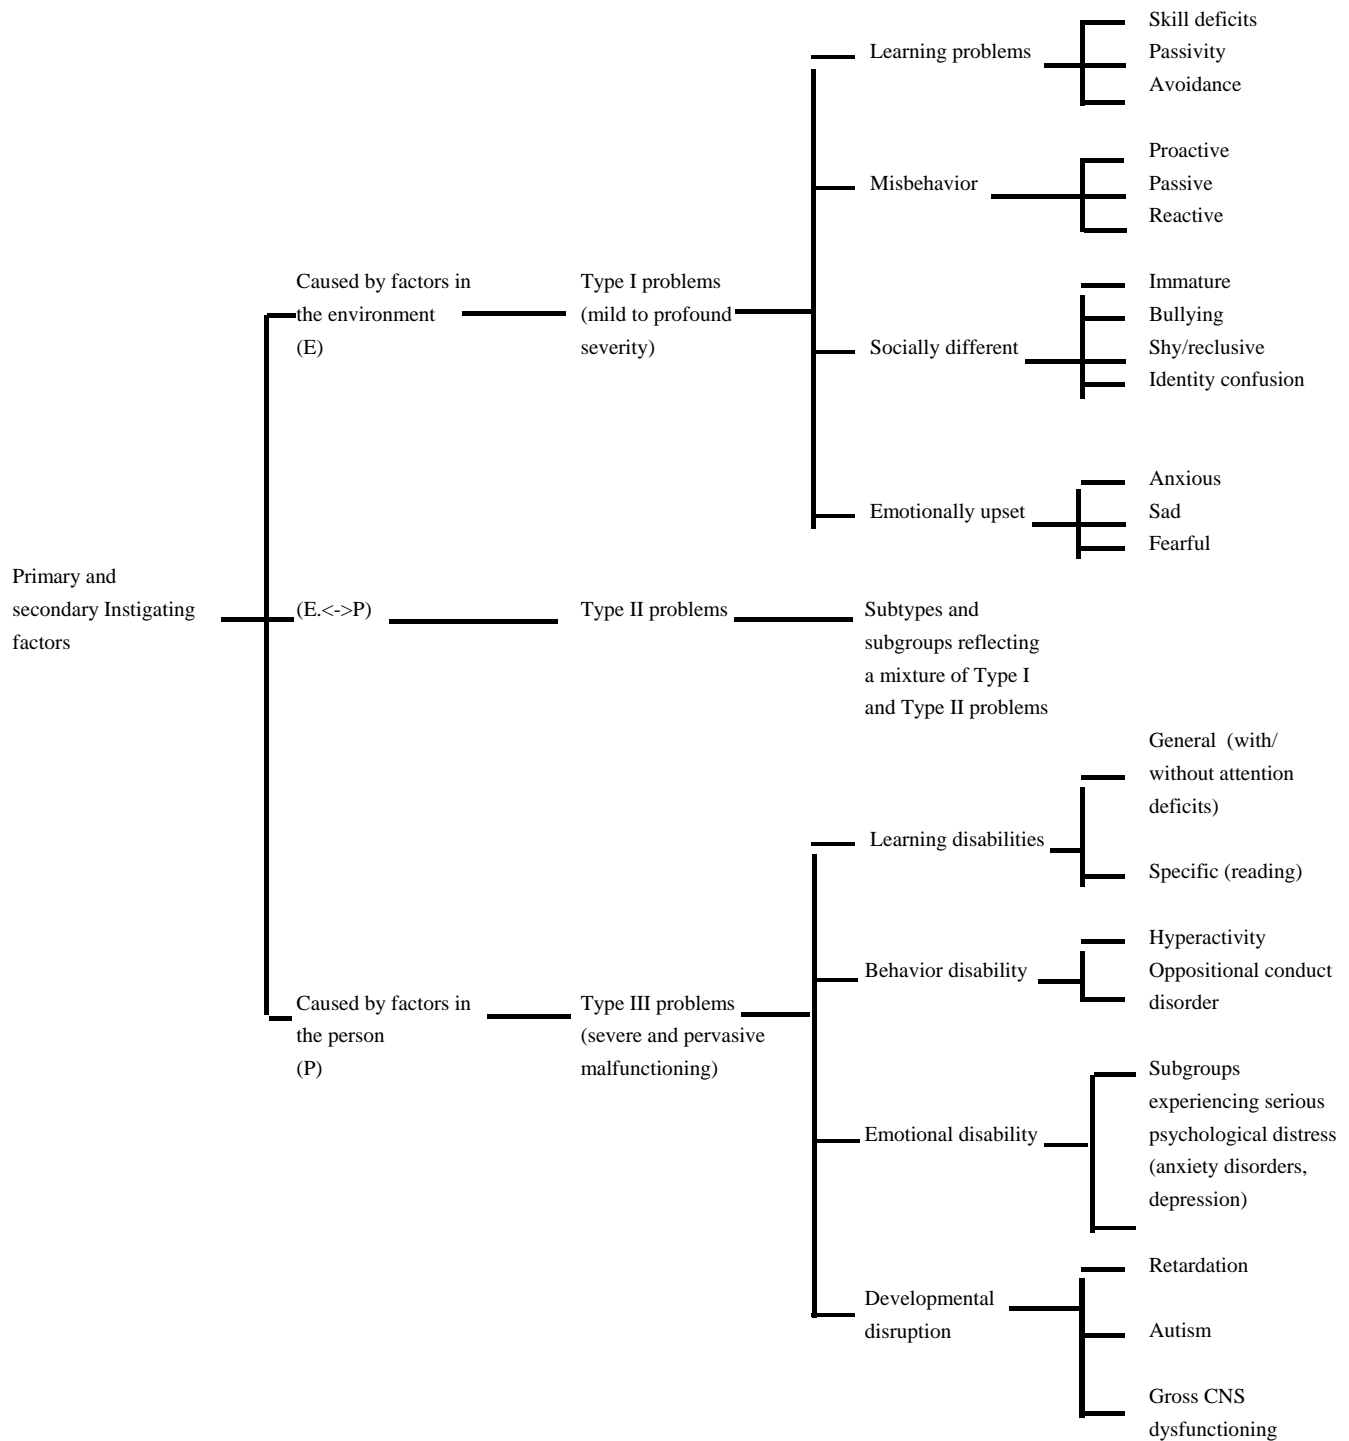 Skill deficits
Learning problems
Passivity
Avoidance
Proactive
Misbehavior
Passive
Reactive
Caused by factors in
the environment
(E)
Type I problems
(mild to profound
severity)
Immature
Bullying
Socially different
Shy/reclusive
Identity confusion
Anxious
Emotionally upset
Sad
Fearful
Primary and
secondary Instigating
factors
(E.<->P)
Type II problems
Subtypes and
subgroups reflecting
a mixture of Type I
and Type II problems
General (with/
without attention
deficits)
Learning disabilities
Specific (reading)
Hyperactivity
Behavior disability
Oppositional conduct
disorder
Caused by factors in
the person
(P)
Type III problems
(severe and pervasive
malfunctioning)
Subgroups
experiencing serious
Emotional disability
psychological distress
(anxiety disorders,
depression)
Retardation
Developmental
disruption
Autism
Gross CNS
dysfunctioning